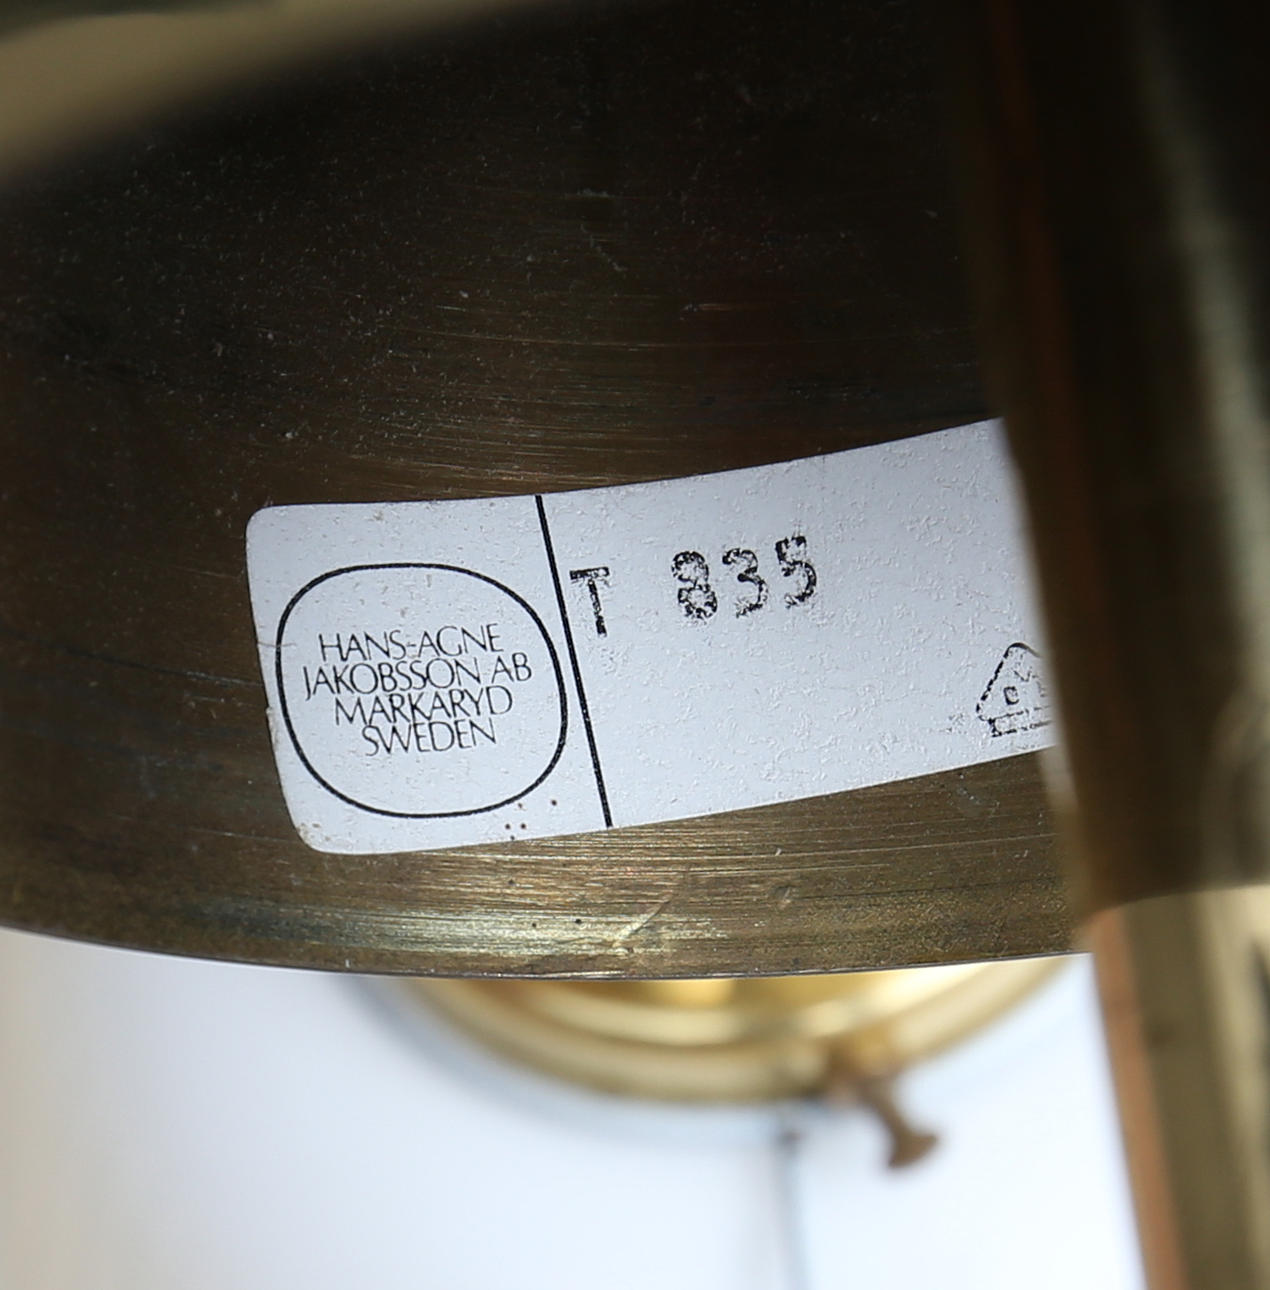 HANS-AGNE
JAKOBSSON AB
MARKARYD
SWEDEN
T 835